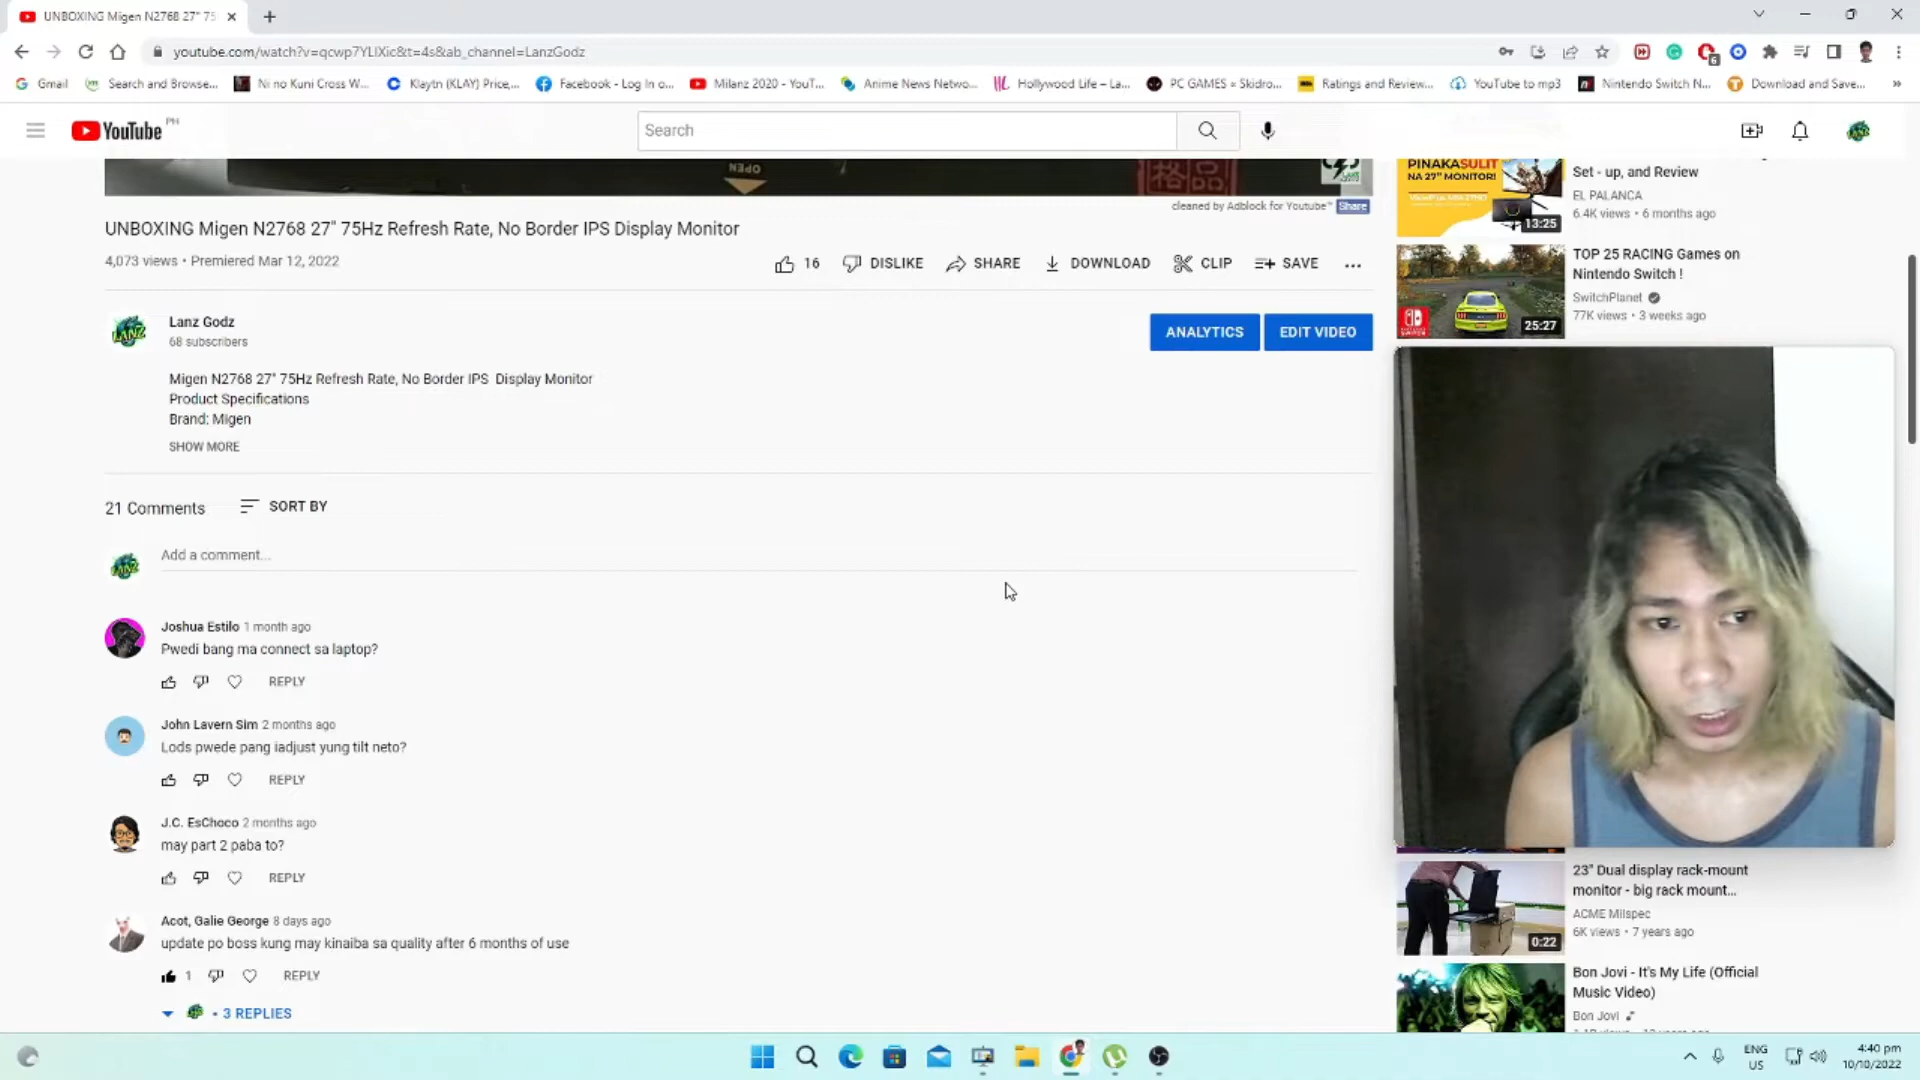 UNBOXING Migen N2768 27" 75
youtube.com/watch?v=qcwp7YLlXic&t=4s&ab_channel=LanzGodz
6
Gmail
Search and Browse...
Ni no Kuni Cross W...
Klaytn (KLAY) Price,...
Facebook - Log In o...
Milanz 2020 - YouT...
Anime News Netwo...
Hollywood Life – La...
PC GAMES « Skidro...
Ratings and Review...
YouTube to mp3
Nintendo Switch N...
Download and Save...
»
YouTube PH
Search
OPEN
格品
cleaned by Adblock for Youtube™ Share
UNBOXING Migen N2768 27" 75Hz Refresh Rate, No Border IPS Display Monitor
4,073 views • Premiered Mar 12, 2022
16
DISLIKE
SHARE
DOWNLOAD
CLIP
SAVE
...
LANZ
Lanz Godz
68 subscribers
ANALYTICS
EDIT VIDEO
Migen N2768 27" 75Hz Refresh Rate, No Border IPS  Display Monitor
Product Specifications
Brand: Migen
SHOW MORE
21 Comments
SORT BY
LANZ
Add a comment...
Joshua Estilo 1 month ago
Pwedi bang ma connect sa laptop?
REPLY
John Lavern Sim 2 months ago
Lods pwede pang iadjust yung tilt neto?
REPLY
J.C. EsChoco 2 months ago
may part 2 paba to?
REPLY
Acot, Galie George 8 days ago
update po boss kung may kinaiba sa quality after 6 months of use
1
REPLY
• 3 REPLIES
PINAKASULIT
NA 27" MONITOR!
13:25
Set - up, and Review
EL PALANCA
6.4K views • 6 months ago
25:27
TOP 25 RACING Games on
Nintendo Switch !
SwitchPlanet
77K views • 3 weeks ago
0:22
23" Dual display rack-mount
monitor - big rack mount...
ACME Milspec
6K views • 7 years ago
Bon Jovi - It's My Life (Official
Music Video)
Bon Jovi
ENG
US
4:40 pm
10/10/2022